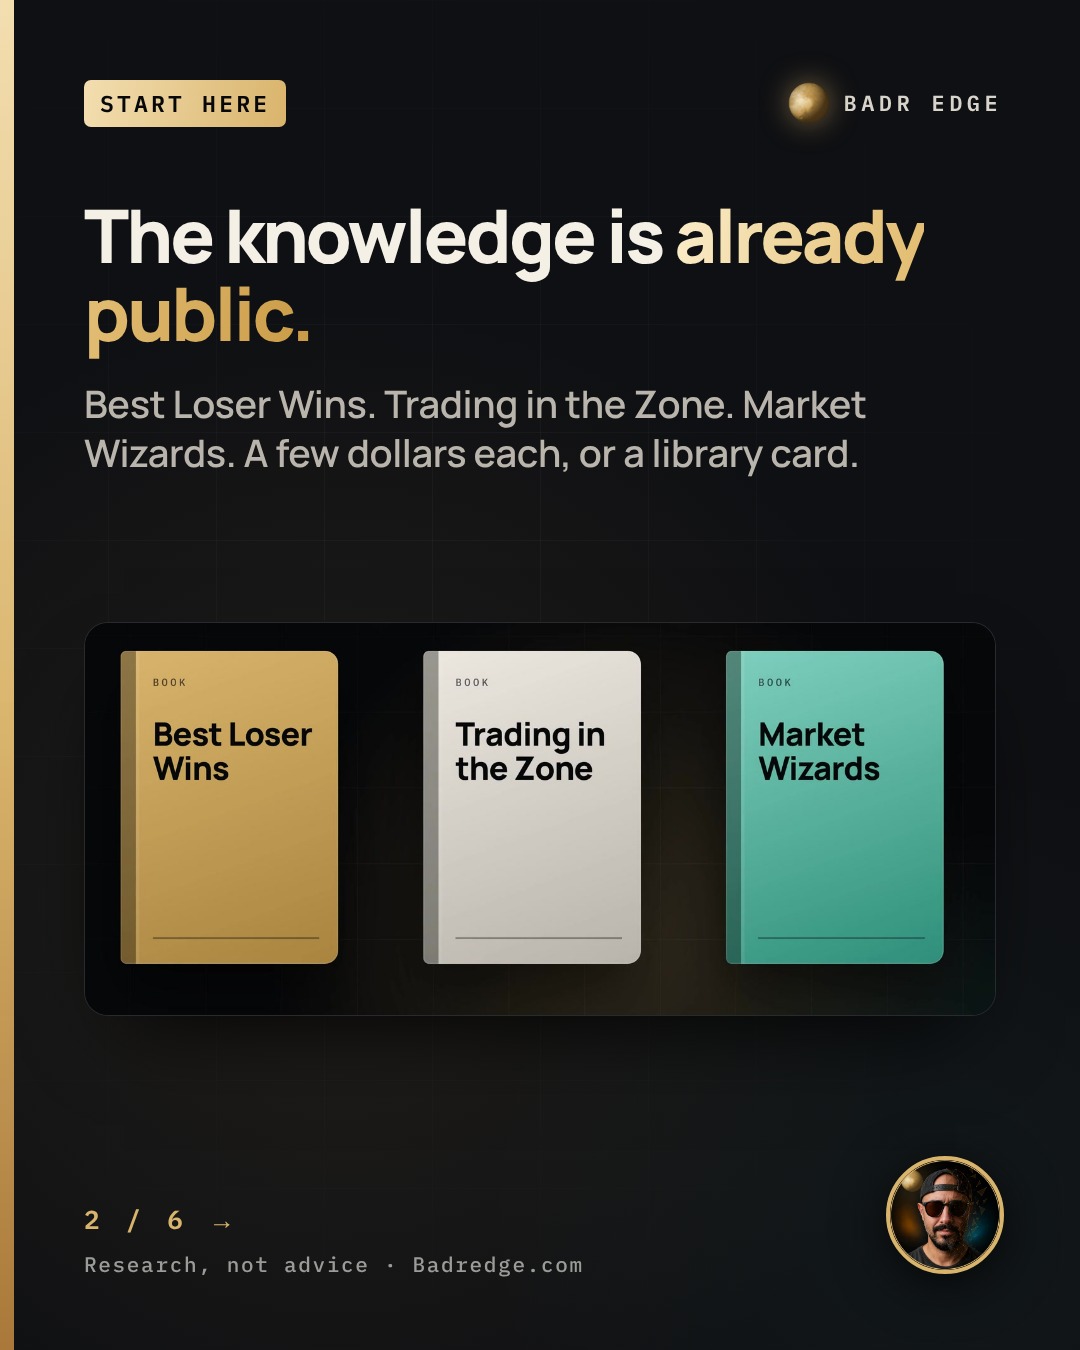 START HERE
BADR EDGE
The knowledge is already
public.
Best Loser Wins. Trading in the Zone. Market
Wizards. A few dollars each, or a library card.
BOOK
Best Loser
Wins
BOOK
Trading in
the Zone
BOOK
Market
Wizards
2 / 6 →
Research, not advice · Badredge.com